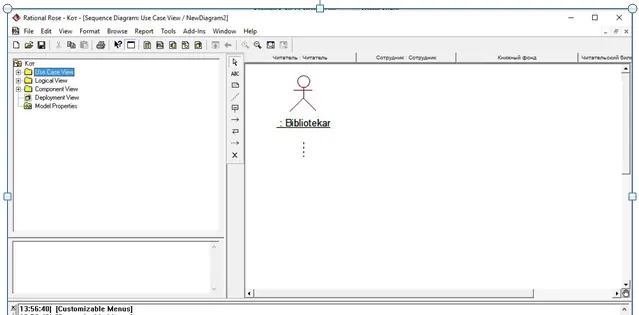 Rational Rose - Кот - [Sequence Diagram: Use Case View / NewDiagram2]
File Edit View Format Browse Report Tools Add-Ins Window Help
Читатель : Читатель Сотрудник : Сотрудник Книжный фонд Читательский
Кот
Use Case View
Logical View
Component View
Deployment View
Model Properties
ABC
: Bibliotekar
13:56:40| [Customizable Menus]